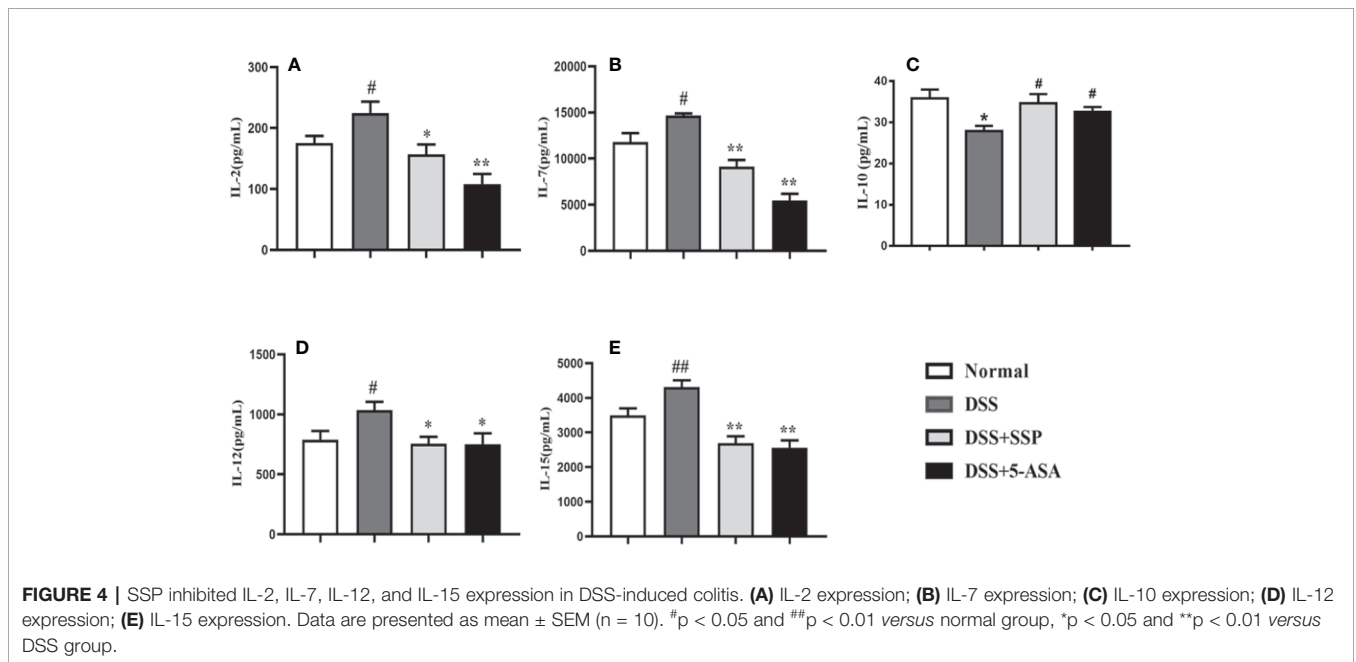 A
300
200
100
0
IL-2(pg/mL)
#
*
**
B
20000
15000
10000
5000
0
IL-7(pg/mL)
#
**
**
C
40
30
20
10
0
IL-10 (pg/mL)
*
#
#
D
1500
1000
500
0
IL-12(pg/mL)
#
*
*
E
5000
4000
3000
2000
1000
0
IL-15(pg/mL)
##
**
**
Normal
DSS
DSS+SSP
DSS+5-ASA
FIGURE 4 | SSP inhibited IL-2, IL-7, IL-12, and IL-15 expression in DSS-induced colitis. (A) IL-2 expression; (B) IL-7 expression; (C) IL-10 expression; (D) IL-12
expression; (E) IL-15 expression. Data are presented as mean ± SEM (n = 10). #p < 0.05 and ##p < 0.01 versus normal group, *p < 0.05 and **p < 0.01 versus
DSS group.